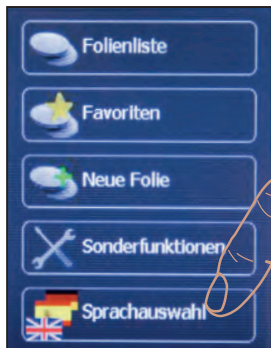 Folienliste
Favoriten
Neue Folie
Sonderfunktionen
Sprachauswahl